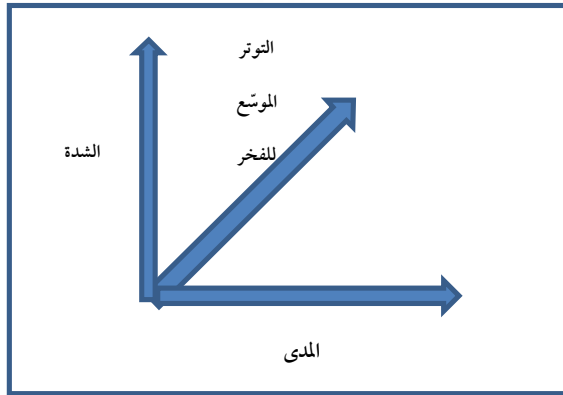 التوتر
الموسّع
للفخر
الشدة
المدى